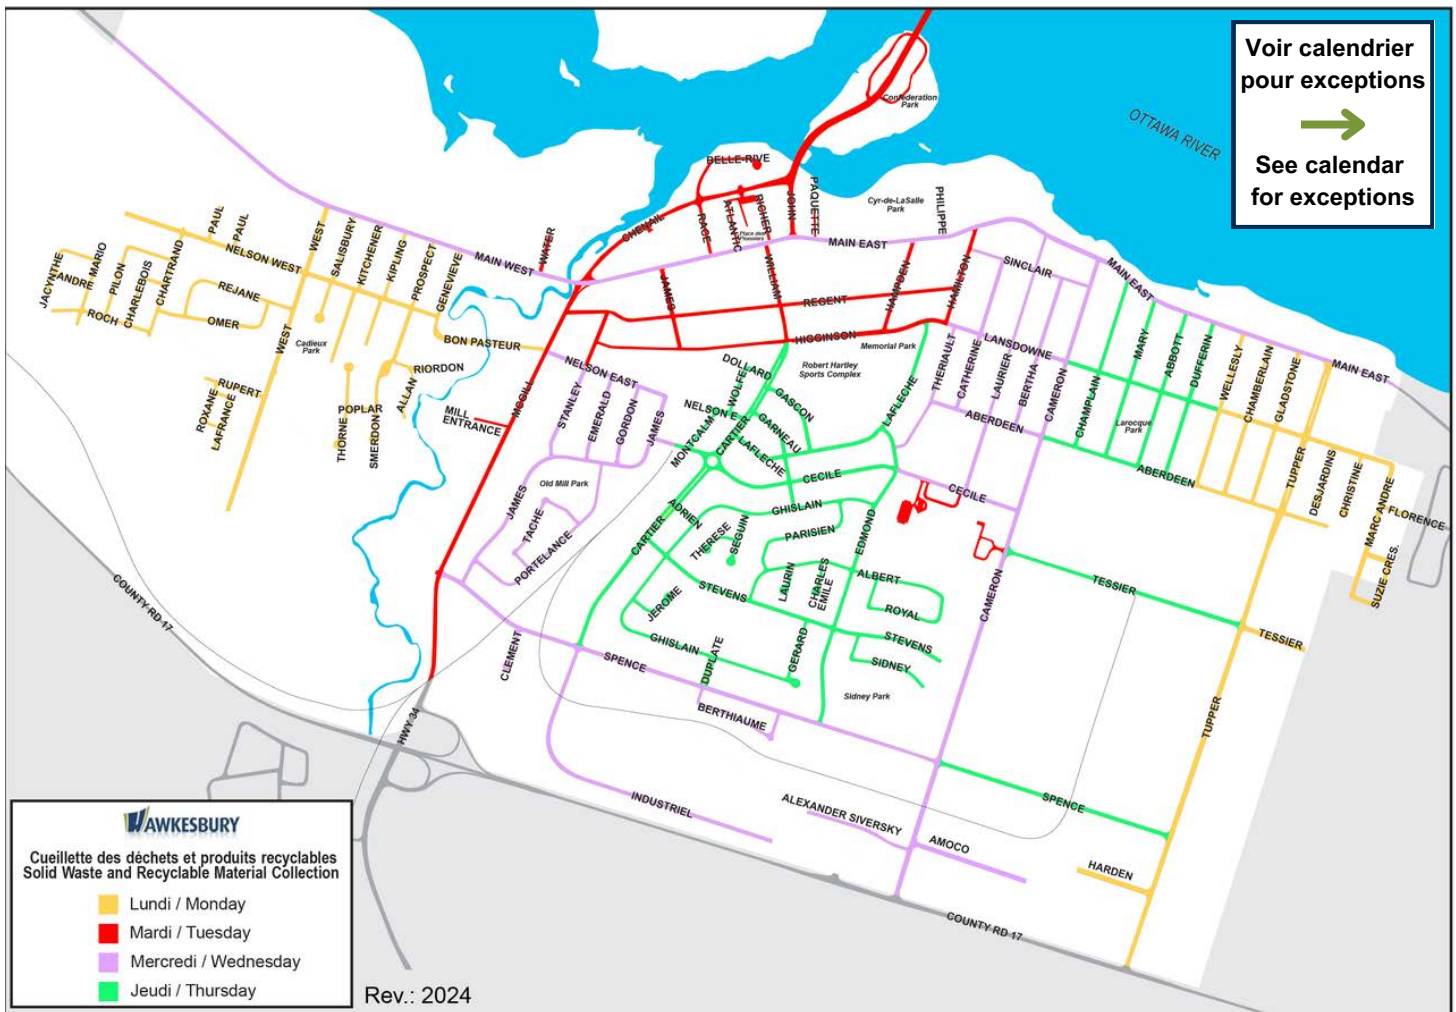 Voir calendrier
pour exceptions
See calendar
for exceptions
OTTAWA RIVER
Confederation
Park
BELLE-RIVE
CHENAIL
RACE
ATLANTIC
RICHER
JOHN
PAQUETTE
Place des
Pionniers
Cyr-de-LaSalle
Park
PHILIPPE
MAIN EAST
WATER
MAIN WEST
PAUL
PAUL
NELSON WEST
WEST
SALISBURY
KITCHENER
KIPLING
PROSPECT
GENEVIEVE
JACYNTHE
ANDRE
MARIO
PILON
CHARLEBOIS
CHARTRAND
REJANE
OMER
ROCH
WEST
Cadieux
Park
BON PASTEUR
RIORDON
ALLAN
ROXANE
RUPERT
LAFRANCE
POPLAR
THORNE
SMERDON
JAMES
WILLIAM
REGENT
HAMPDEN
HAMILTON
HIGGINSON
Memorial Park
Robert Hartley
Sports Complex
SINCLAIR
MAIN EAST
LANSDOWNE
THERIAULT
CATHERINE
LAURIER
BERTHA
CAMERON
CHAMPLAIN
MARY
ABBOTT
DUFFERIN
WELLESLY
CHAMBERLAIN
GLADSTONE
MAIN EAST
Larocque
Park
ABERDEEN
ABERDEEN
TUPPER
DESJARDINS
CHRISTINE
MARC ANDRE
FLORENCE
SUZIE CRES.
MCGILL
MILL
ENTRANCE
NELSON EAST
STANLEY
EMERALD
GORDON
JAMES
Old Mill Park
JAMES
TACHE
PORTELANCE
DOLLARD
WOLFE
GASCON
NELSON E
CARTIER
GARNEAU
LAFLECHE
MONTCALM
LAFLECHE
CECILE
CECILE
ADRIEN
CARTIER
GHISLAIN
THERESE
SEGUIN
PARISIEN
EDMOND
LAURIN
CHARLES
EMILE
ALBERT
ROYAL
STEVENS
STEVENS
JEROME
GHISLAIN
DUPLATE
GERARD
SIDNEY
Sidney Park
CAMERON
TESSIER
TESSIER
TUPPER
COUNTY RD 17
CLEMENT
SPENCE
BERTHIAUME
HWY 34
INDUSTRIEL
ALEXANDER SIVERSKY
AMOCO
SPENCE
HARDEN
COUNTY RD 17
HAWKESBURY
Cueillette des déchets et produits recyclables
Solid Waste and Recyclable Material Collection
Lundi / Monday
Mardi / Tuesday
Mercredi / Wednesday
Jeudi / Thursday
Rev.: 2024